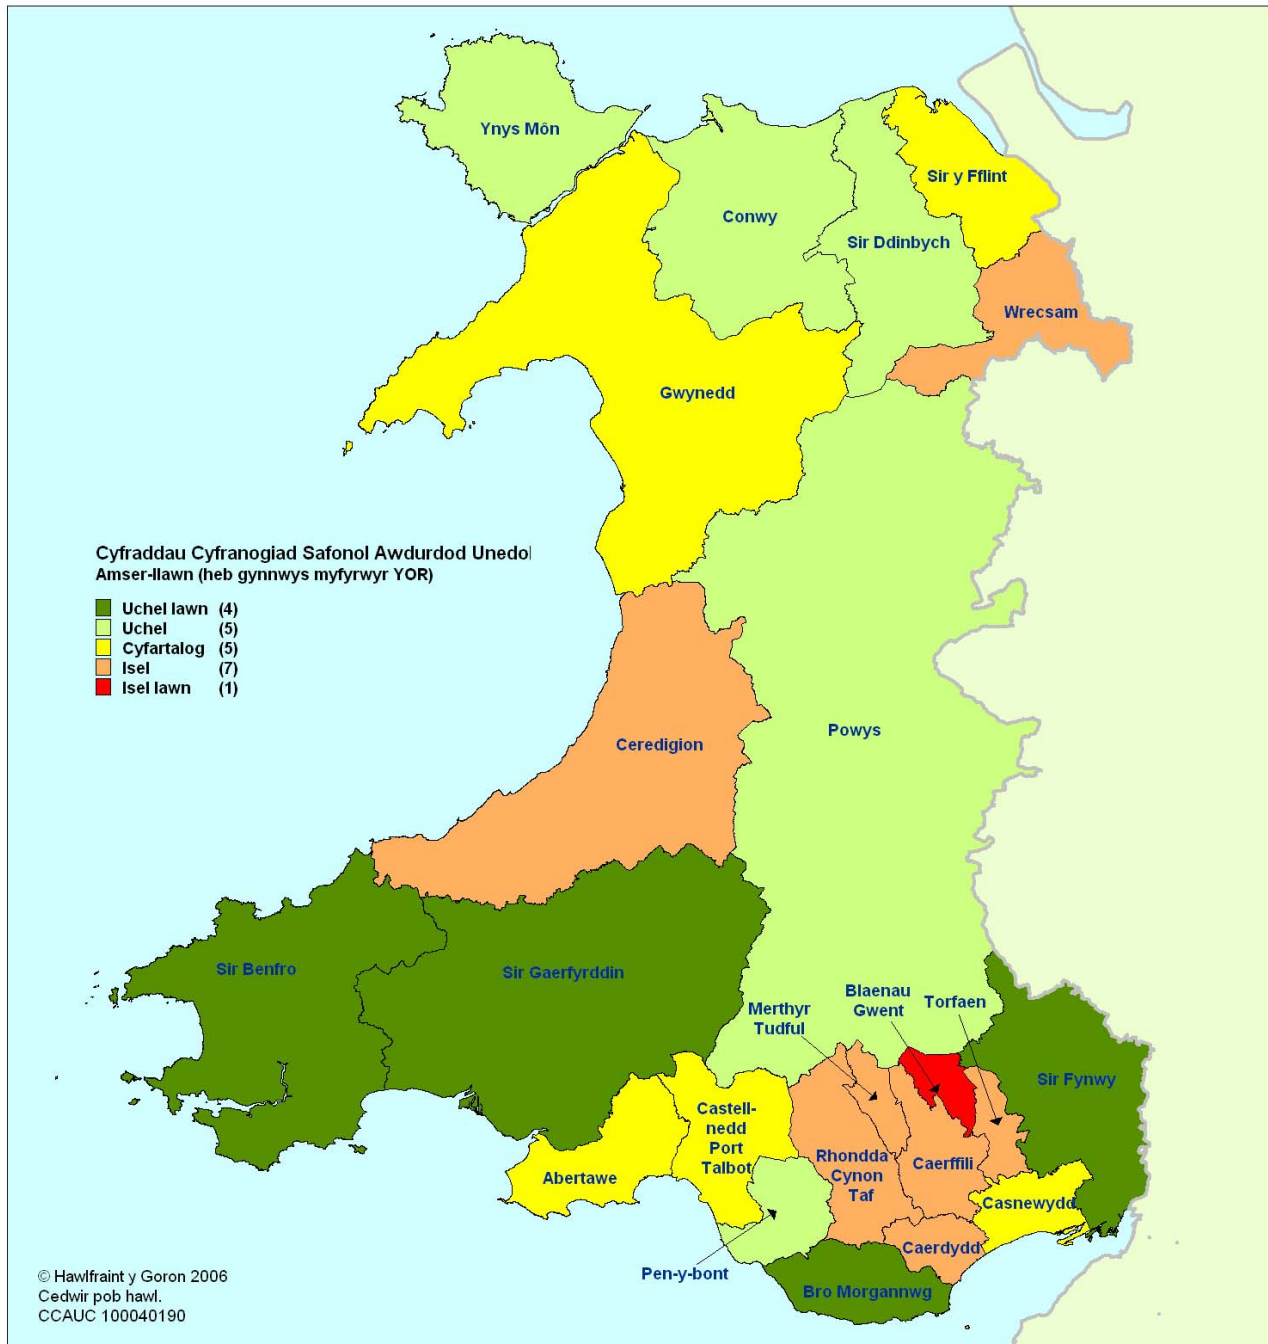 Ynys Môn
Conwy
Sir Ddinbych
Sir y Fflint
Wrecsam
Gwynedd
Cyfraddau Cyfranogiad Safonol Awdurdod Unedol
Amser-llawn (heb gynnwys myfyrwyr YOR)
Uchel Iawn (4)
Uchel (5)
Cyfartalog (5)
Isel (7)
Isel Iawn (1)
Ceredigion
Powys
Sir Benfro
Sir Gaerfyrddin
Merthyr
Tudful
Blaenau
Gwent
Torfaen
Sir Fynwy
Castell-
nedd
Port
Talbot
Abertawe
Rhondda
Cynon
Taf
Caerffili
Casnewydd
Caerdydd
Pen-y-bont
Bro Morgannwg
© Hawlfraint y Goron 2006
Cedwir pob hawl.
CCAUC 100040190